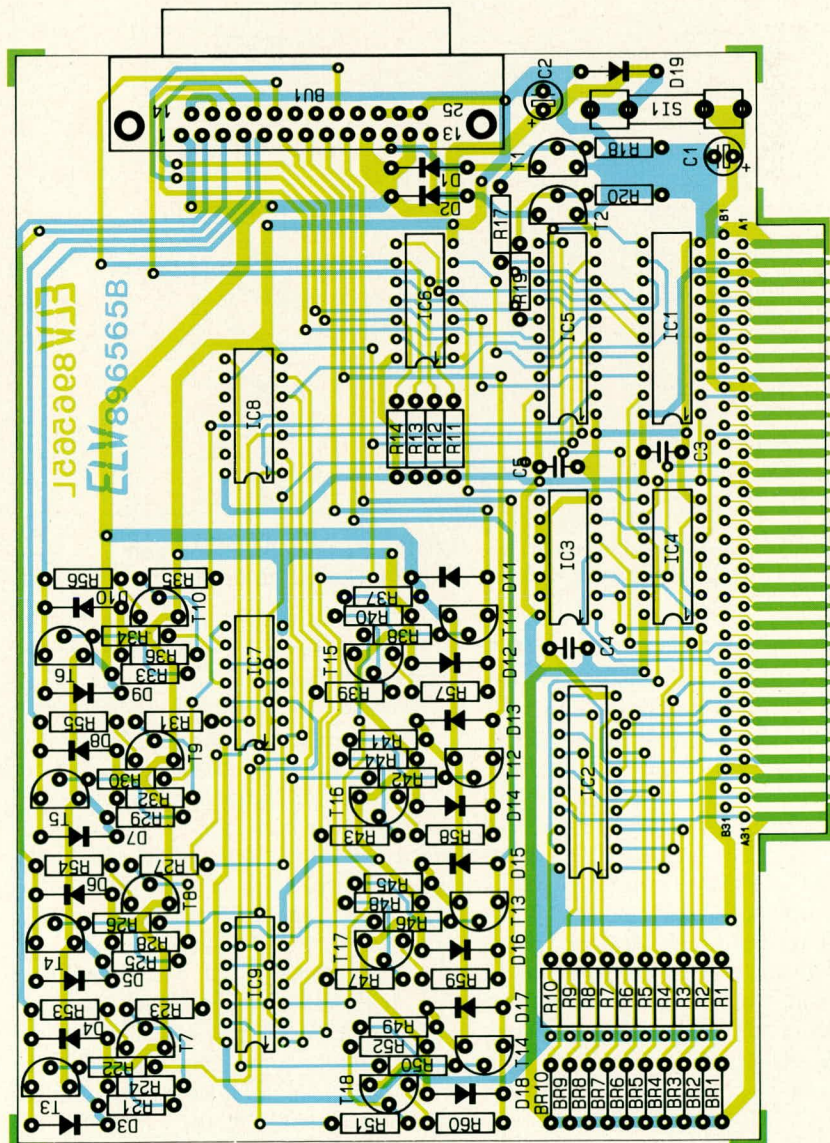 BU1
14
25
1
13
C2
+
D19
SI1
C1
+
T1
R18
T2
R20
D1
D2
R17
R19
B1
A1
IC6
IC5
IC1
ELV 896565L
ELV896565B
IC8
R14
R13
R12
R11
C5
C3
IC3
IC4
C4
R56
R35
D10
T10
R34
T6
R36
R33
D9
R55
R31
D8
T9
R30
T5
R32
R29
D7
R54
R27
D6
T8
R26
T4
R28
R25
D5
R53
R23
D4
T7
R22
T3
R24
R21
D3
IC7
IC9
R37
D11
R40
R38
T11
T15
D12
R39
R57
D13
R41
R44
R42
T12
T16
D14
R43
R58
D15
R45
R48
R46
T13
T17
D16
R47
R59
D17
R49
R52
R50
T14
T18
D18
R51
R60
IC2
B31
A31
R10
R9
R8
R7
R6
R5
R4
R3
R2
R1
BR10
BR9
BR8
BR7
BR6
BR5
BR4
BR3
BR2
BR1